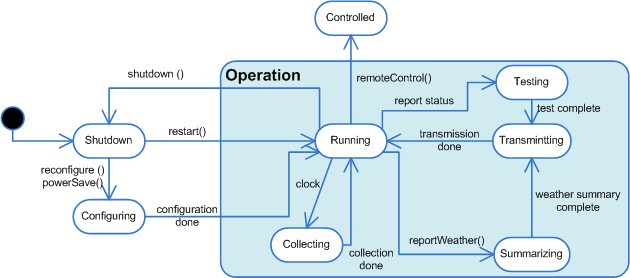 Controlled
shutdown ()
Operation
remoteControl()
Testing
report status
test complete
Shutdown
restart()
Running
transmission
done
Transmintting
reconfigure ()
powerSave()
clock
weather summary
complete
Configuring
configuration
done
Collecting
collection
done
reportWeather()
Summarizing